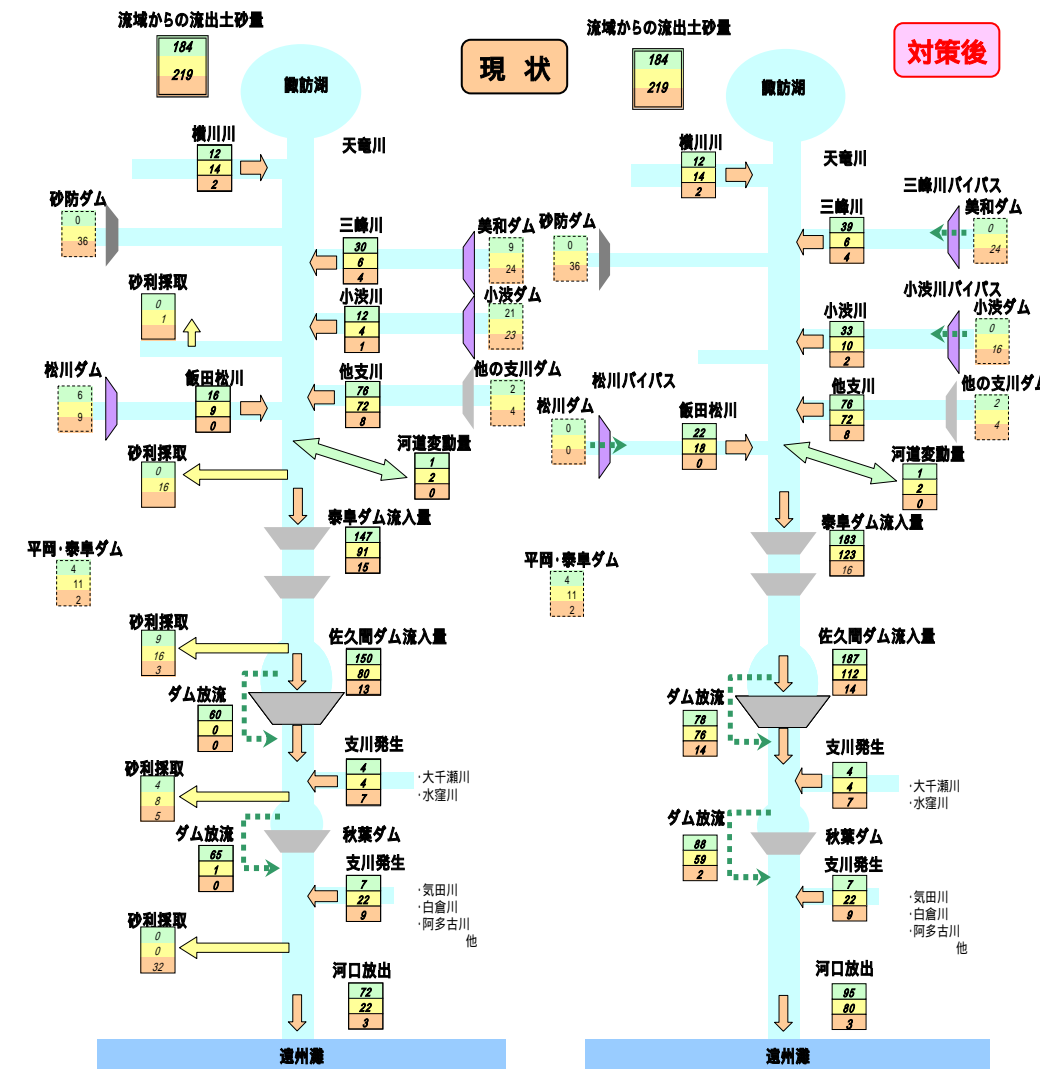 流域からの流出土砂量
184
219
現 状
諏訪湖
天竜川
横川川
12
14
2
砂防ダム
0
36
三峰川
30
6
4
美和ダム
9
24
砂利採取
0
1
小渋川
12
4
1
小渋ダム
21
23
松川ダム
6
9
飯田松川
16
9
0
他支川
76
72
8
他の支川ダム
2
4
砂利採取
0
16
河道変動量
1
2
0
泰阜ダム流入量
147
91
15
平岡・泰阜ダム
4
11
2
砂利採取
9
16
3
佐久間ダム流入量
150
80
13
ダム放流
60
0
0
支川発生
4
4
7
・大千瀬川
・水窪川
砂利採取
4
8
5
ダム放流
65
1
0
秋葉ダム
支川発生
7
22
9
・気田川
・白倉川
・阿多古川
他
砂利採取
0
0
32
河口放出
72
22
3
遠州灘
流域からの流出土砂量
184
219
対策後
諏訪湖
天竜川
横川川
12
14
2
砂防ダム
0
36
三峰川
39
6
4
三峰川バイパス
美和ダム
0
24
小渋川
33
10
2
小渋川バイパス
小渋ダム
0
16
松川バイパス
松川ダム
0
0
飯田松川
22
18
0
他支川
76
72
8
他の支川ダム
2
4
河道変動量
1
2
0
泰阜ダム流入量
183
123
16
平岡・泰阜ダム
4
11
2
佐久間ダム流入量
187
112
14
ダム放流
78
76
14
支川発生
4
4
7
・大千瀬川
・水窪川
ダム放流
88
59
2
秋葉ダム
支川発生
7
22
9
・気田川
・白倉川
・阿多古川
他
河口放出
95
80
3
遠州灘